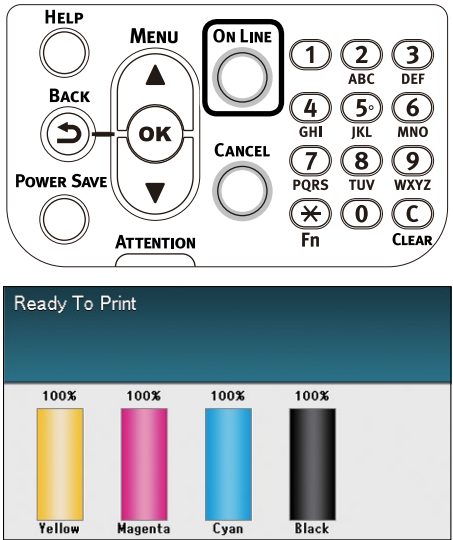 HELP
MENU
ON LINE
BACK
OK
CANCEL
POWER SAVE
ATTENTION
1 2 3
ABC DEF
4 5 6
GHI JKL MNO
7 8 9
PQRS TUV WXYZ
* 0 C
Fn CLEAR
Ready To Print
100% 100% 100% 100%
Yellow Magenta Cyan Black